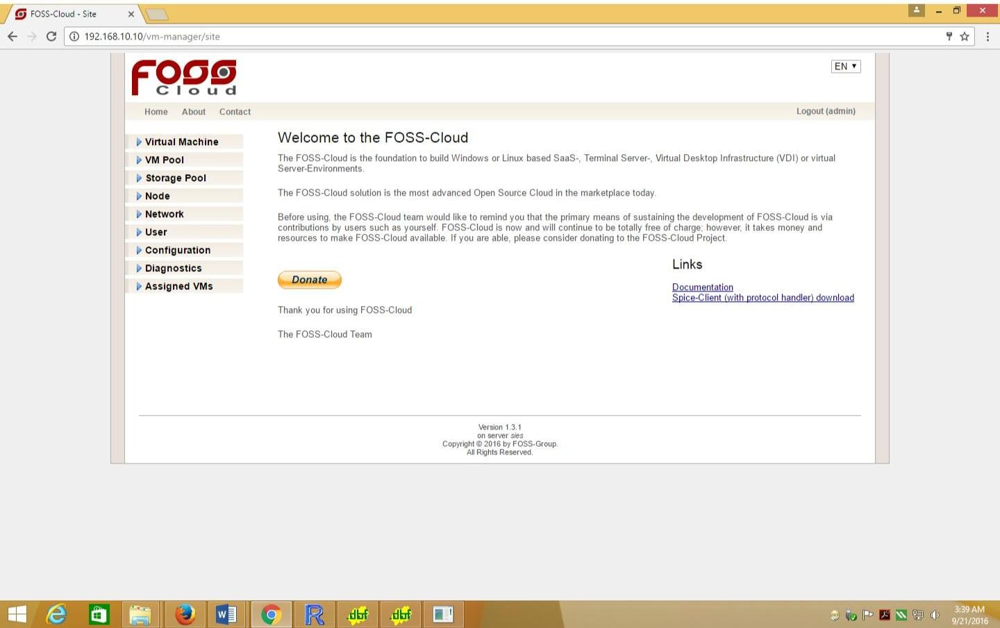 FOSS-Cloud - Site
192.168.10.10/vm-manager/site
FOSS
Cloud
EN
Home About Contact
Logout (admin)
Virtual Machine
VM Pool
Storage Pool
Node
Network
User
Configuration
Diagnostics
Assigned VMs
Welcome to the FOSS-Cloud
The FOSS-Cloud is the foundation to build Windows or Linux based SaaS-, Terminal Server-, Virtual Desktop Infrastructure (VDI) or virtual
Server-Environments.
The FOSS-Cloud solution is the most advanced Open Source Cloud in the marketplace today.
Before using, the FOSS-Cloud team would like to remind you that the primary means of sustaining the development of FOSS-Cloud is via
contributions by users such as yourself. FOSS-Cloud is now and will continue to be totally free of charge; however, it takes money and
resources to make FOSS-Cloud available. If you are able, please consider donating to the FOSS-Cloud Project.
Donate
Thank you for using FOSS-Cloud
The FOSS-Cloud Team
Links
Documentation
Spice-Client (with protocol handler) download
Version 1.3.1
on server sies
Copyright © 2016 by FOSS-Group.
All Rights Reserved.
.dbf
.dbf
3:39 AM
9/21/2016